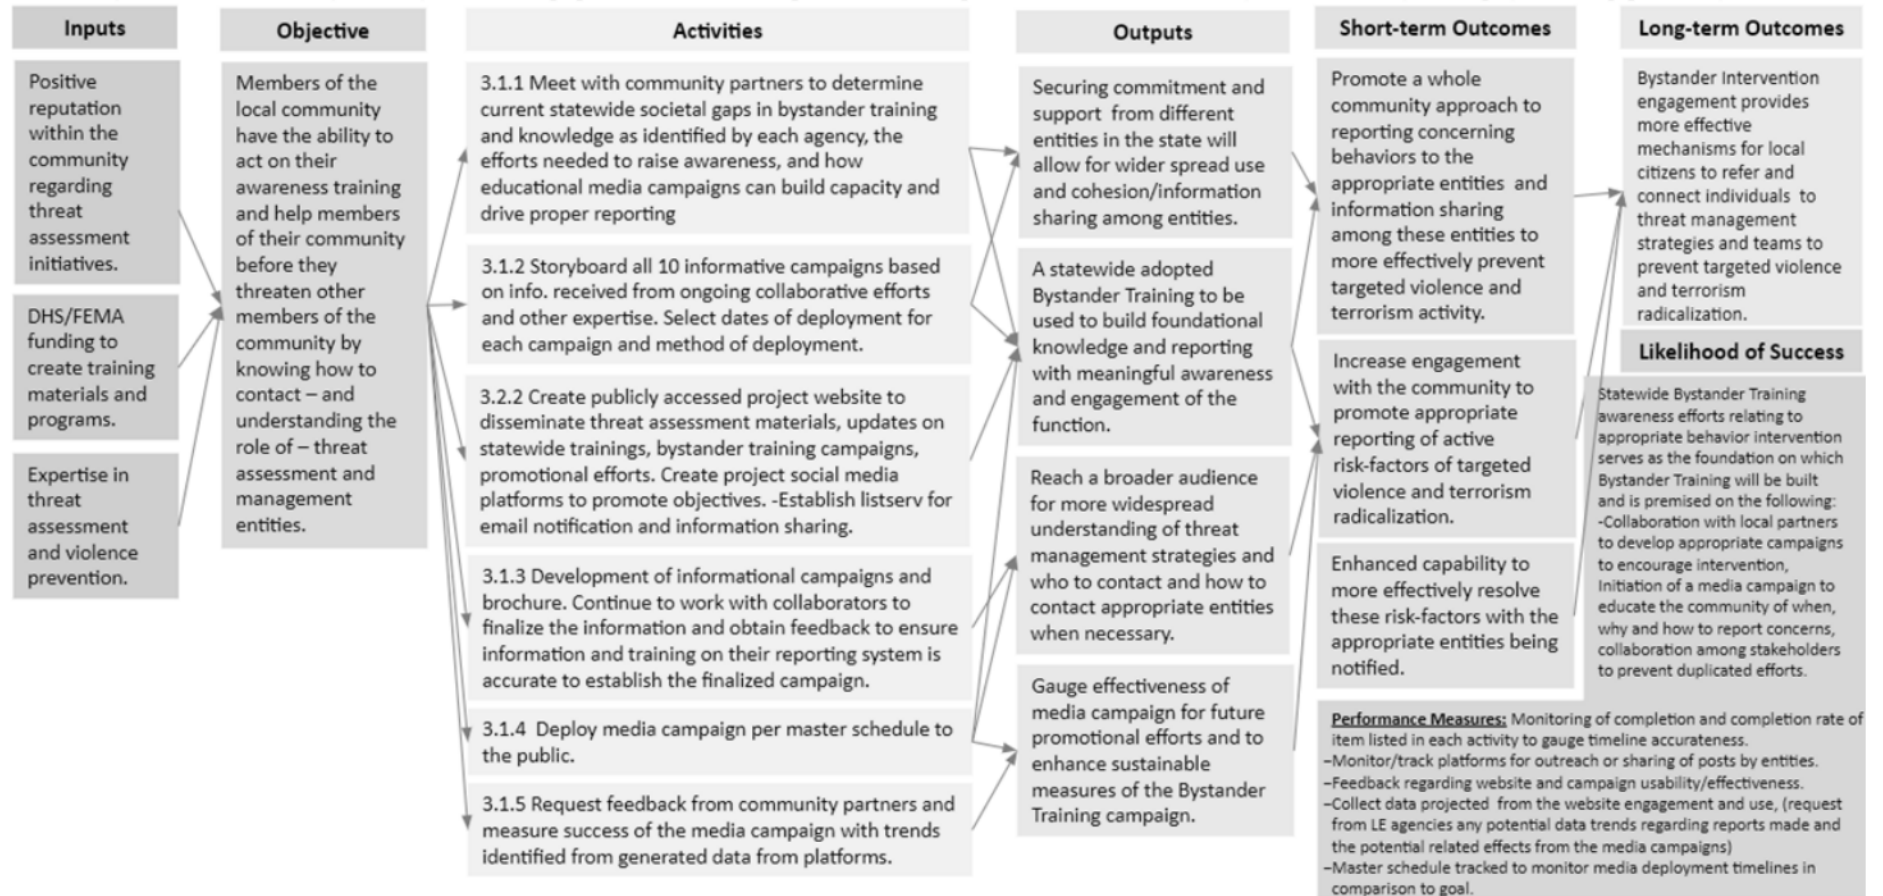 Inputs
Positive
reputation
within the
community
regarding
threat
assessment
initiatives.
DHS/FEMA
funding to
create training
materials and
programs.
Expertise in
threat
assessment
and violence
prevention.
Objective
Members of the
local community
have the ability to
act on their
awareness training
and help members
of their community
before they
threaten other
members of the
community by
knowing how to
contact – and
understanding the
role of – threat
assessment and
management
entities.
Activities
3.1.1 Meet with community partners to determine
current statewide societal gaps in bystander training
and knowledge as identified by each agency, the
efforts needed to raise awareness, and how
educational media campaigns can build capacity and
drive proper reporting
3.1.2 Storyboard all 10 informative campaigns based
on info. received from ongoing collaborative efforts
and other expertise. Select dates of deployment for
each campaign and method of deployment.
3.2.2 Create publicly accessed project website to
disseminate threat assessment materials, updates on
statewide trainings, bystander training campaigns,
promotional efforts. Create project social media
platforms to promote objectives. -Establish listserv for
email notification and information sharing.
3.1.3 Development of informational campaigns and
brochure. Continue to work with collaborators to
finalize the information and obtain feedback to ensure
information and training on their reporting system is
accurate to establish the finalized campaign.
3.1.4 Deploy media campaign per master schedule to
the public.
3.1.5 Request feedback from community partners and
measure success of the media campaign with trends
identified from generated data from platforms.
Outputs
Securing commitment and
support from different
entities in the state will
allow for wider spread use
and cohesion/information
sharing among entities.
A statewide adopted
Bystander Training to be
used to build foundational
knowledge and reporting
with meaningful awareness
and engagement of the
function.
Reach a broader audience
for more widespread
understanding of threat
management strategies and
who to contact and how to
contact appropriate entities
when necessary.
Gauge effectiveness of
media campaign for future
promotional efforts and to
enhance sustainable
measures of the Bystander
Training campaign.
Short-term Outcomes
Promote a whole
community approach to
reporting concerning
behaviors to the
appropriate entities and
information sharing
among these entities to
more effectively prevent
targeted violence and
terrorism activity.
Increase engagement
with the community to
promote appropriate
reporting of active
risk-factors of targeted
violence and terrorism
radicalization.
Enhanced capability to
more effectively resolve
these risk-factors with the
appropriate entities being
notified.
Long-term Outcomes
Bystander Intervention
engagement provides
more effective
mechanisms for local
citizens to refer and
connect individuals to
threat management
strategies and teams to
prevent targeted violence
and terrorism
radicalization.
Likelihood of Success
Statewide Bystander Training
awareness efforts relating to
appropriate behavior intervention
serves as the foundation on which
Bystander Training will be built
and is premised on the following:
-Collaboration with local partners
to develop appropriate campaigns
to encourage intervention,
Initiation of a media campaign to
educate the community of when,
why and how to report concerns,
collaboration among stakeholders
to prevent duplicated efforts.
Performance Measures: Monitoring of completion and completion rate of
item listed in each activity to gauge timeline accurateness.
–Monitor/track platforms for outreach or sharing of posts by entities.
–Feedback regarding website and campaign usability/effectiveness.
–Collect data projected from the website engagement and use, (request
from LE agencies any potential data trends regarding reports made and
the potential related effects from the media campaigns)
–Master schedule tracked to monitor media deployment timelines in
comparison to goal.